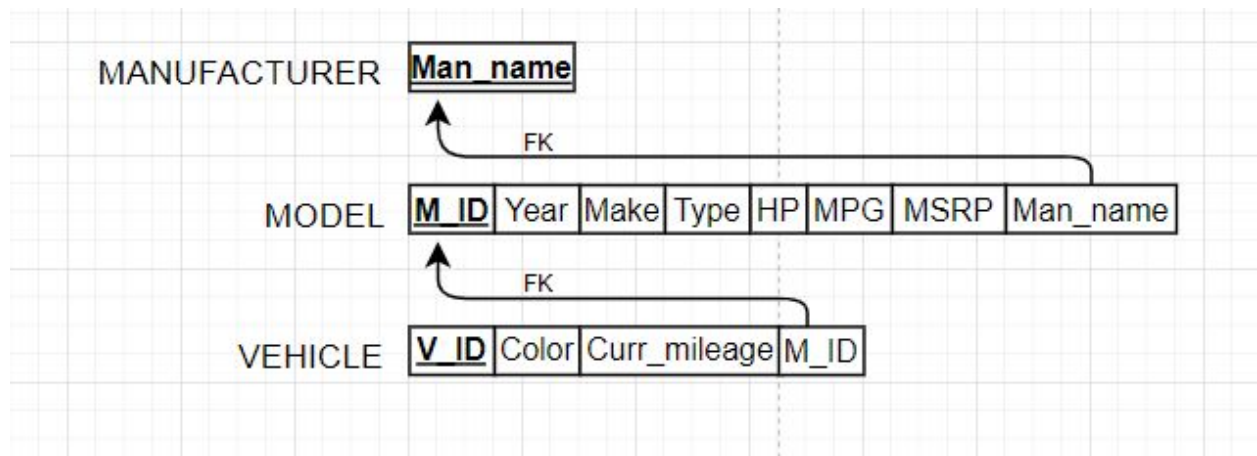 MANUFACTURER Man_name
FK
MODEL M_ID Year Make Type HP MPG MSRP Man_name
FK
VEHICLE V_ID Color Curr_mileage M_ID